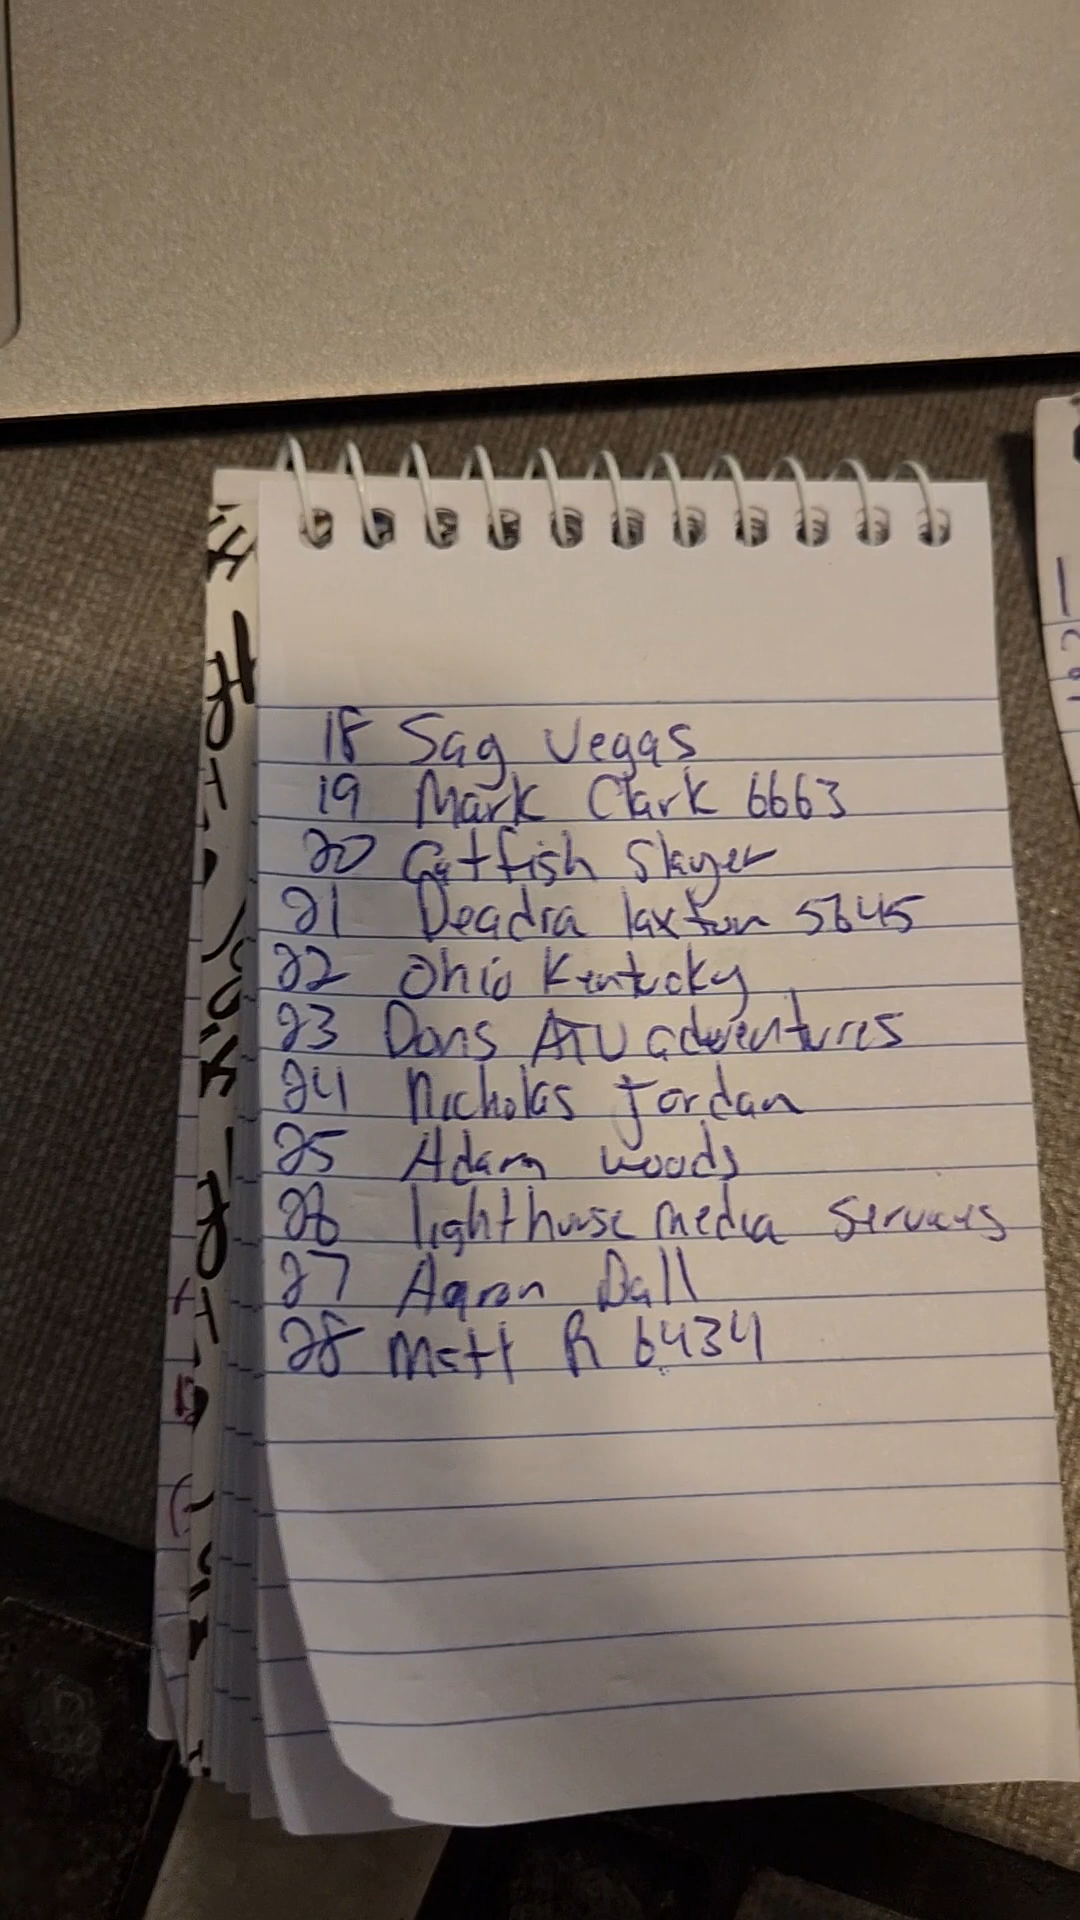 18 Sag Vegas
19 Mark Clark 6663
20 Catfish Slayer
21 Deadra laxton 5645
22 Ohio Kentucky
23 Dons ATV adventures
24 Nicholas Jordan
25 Adam woods
26 lighthouse media Services
27 Aaron Ball
28 Matt R 6434